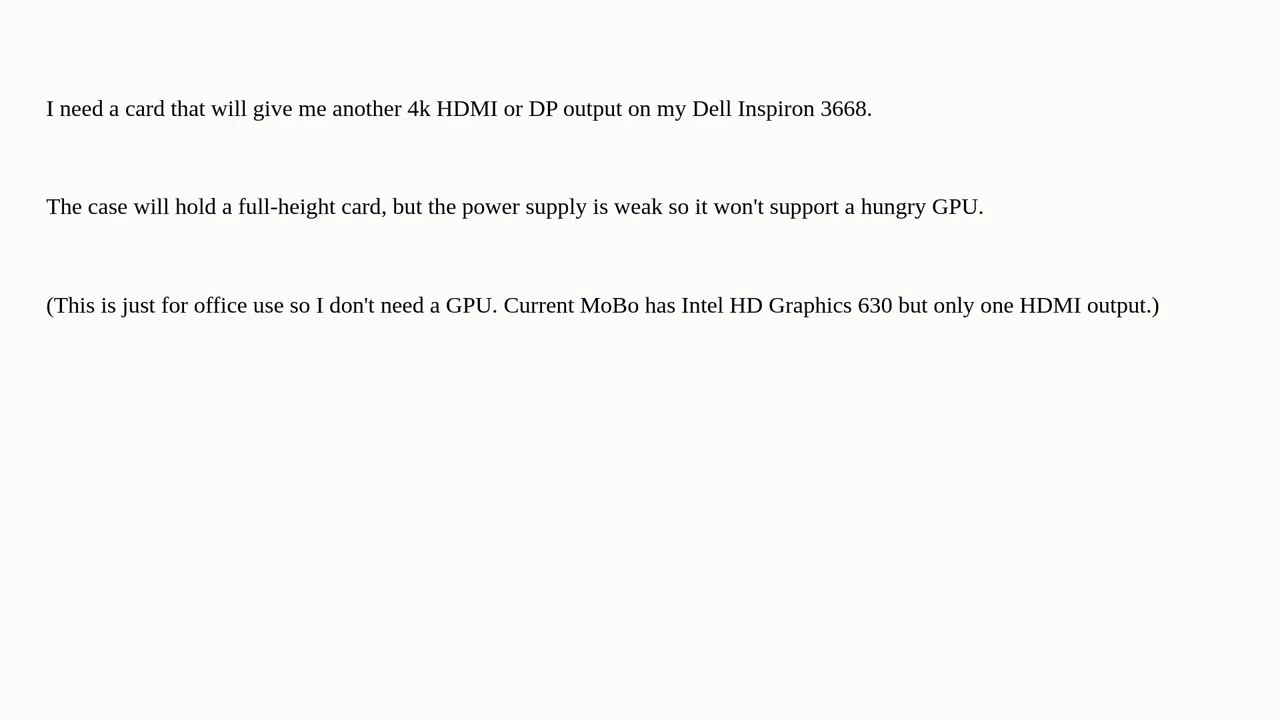 I need a card that will give me another 4k HDMI or DP output on my Dell Inspiron 3668.
The case will hold a full-height card, but the power supply is weak so it won't support a hungry GPU.
(This is just for office use so I don't need a GPU. Current MoBo has Intel HD Graphics 630 but only one HDMI output.)